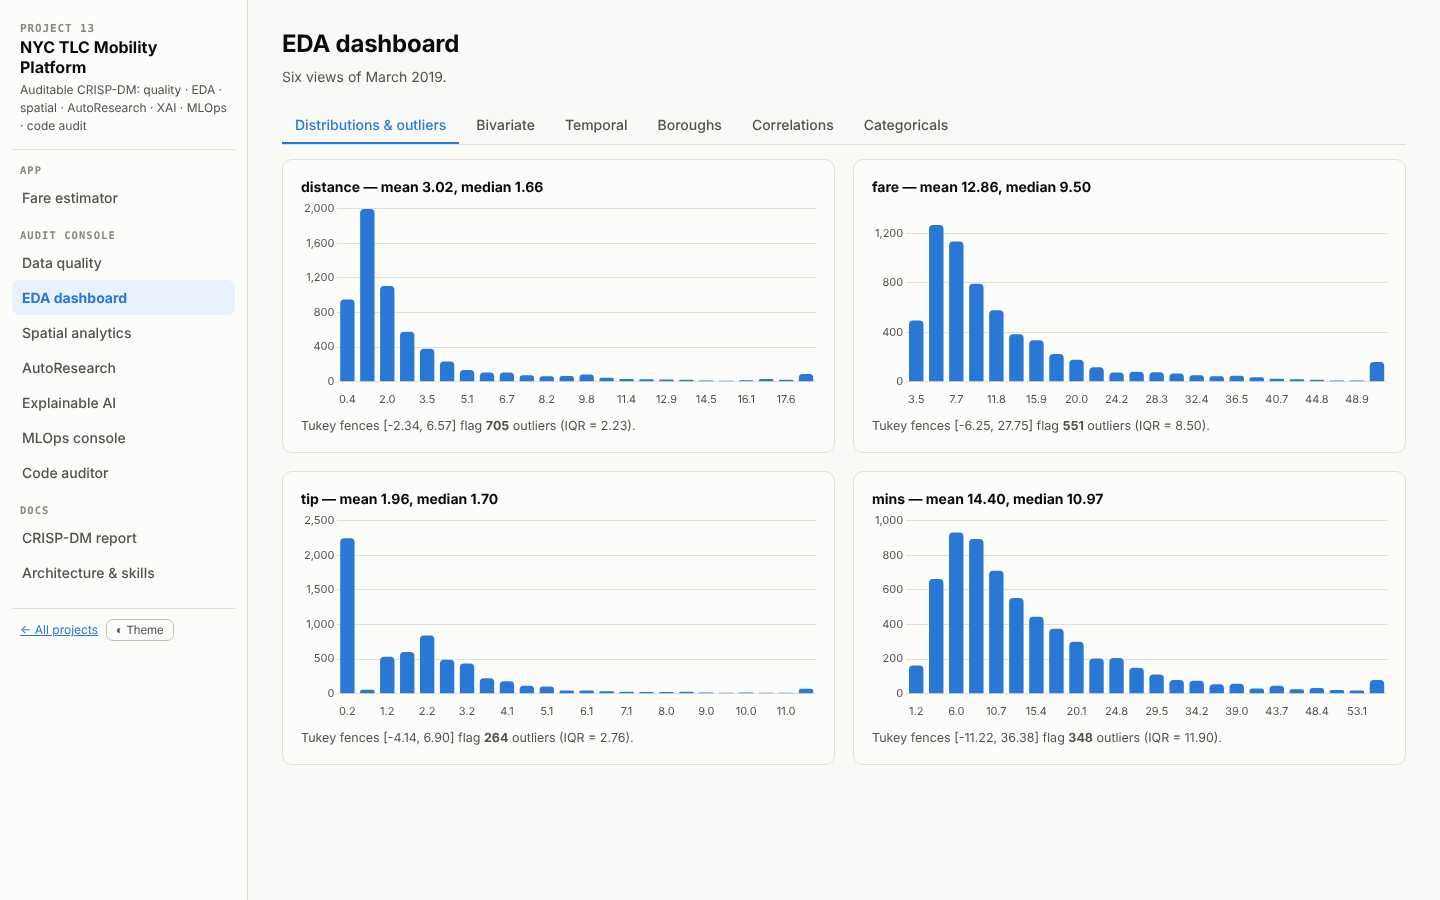 PROJECT 13
NYC TLC Mobility
Platform
Auditable CRISP-DM: quality · EDA ·
spatial · AutoResearch · XAI · MLOps
· code audit
APP
Fare estimator
AUDIT CONSOLE
Data quality
EDA dashboard
Spatial analytics
AutoResearch
Explainable AI
MLOps console
Code auditor
DOCS
CRISP-DM report
Architecture & skills
← All projects
Theme
EDA dashboard
Six views of March 2019.
Distributions & outliers Bivariate Temporal Boroughs Correlations Categoricals
distance — mean 3.02, median 1.66
2,000
1,600
1,200
800
400
0
0.4 2.0 3.5 5.1 6.7 8.2 9.8 11.4 12.9 14.5 16.1 17.6
Tukey fences [-2.34, 6.57] flag 705 outliers (IQR = 2.23).
fare — mean 12.86, median 9.50
1,200
800
400
0
3.5 7.7 11.8 15.9 20.0 24.2 28.3 32.4 36.5 40.7 44.8 48.9
Tukey fences [-6.25, 27.75] flag 551 outliers (IQR = 8.50).
tip — mean 1.96, median 1.70
2,500
2,000
1,500
1,000
500
0
0.2 1.2 2.2 3.2 4.1 5.1 6.1 7.1 8.0 9.0 10.0 11.0
Tukey fences [-4.14, 6.90] flag 264 outliers (IQR = 2.76).
mins — mean 14.40, median 10.97
1,000
800
600
400
200
0
1.2 6.0 10.7 15.4 20.1 24.8 29.5 34.2 39.0 43.7 48.4 53.1
Tukey fences [-11.22, 36.38] flag 348 outliers (IQR = 11.90).